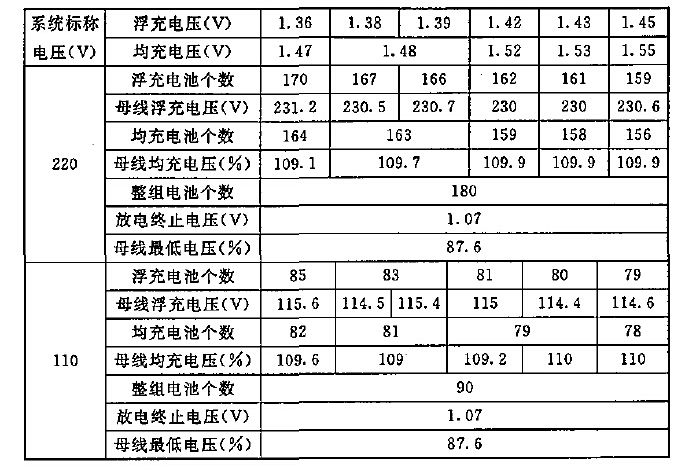 系统标称电压(V) 浮充电压(V) 1.36 1.38 1.39 1.42 1.43 1.45
均充电压(V) 1.47 1.48 1.52 1.53 1.55
220 浮充电池个数 170 167 166 162 161 159
母线浮充电压(V) 231.2 230.5 230.7 230 230 230.6
均充电池个数 164 163 159 158 156
母线均充电压(%) 109.1 109.7 109.9 109.9 109.9
整组电池个数 180
放电终止电压(V) 1.07
母线最低电压(%) 87.6
110 浮充电池个数 85 83 81 80 79
母线浮充电压(V) 115.6 114.5 115.4 115 114.4 114.6
均充电池个数 82 81 79 78
母线均充电压(%) 109.6 109 109.2 110 110
整组电池个数 90
放电终止电压(V) 1.07
母线最低电压(%) 87.6